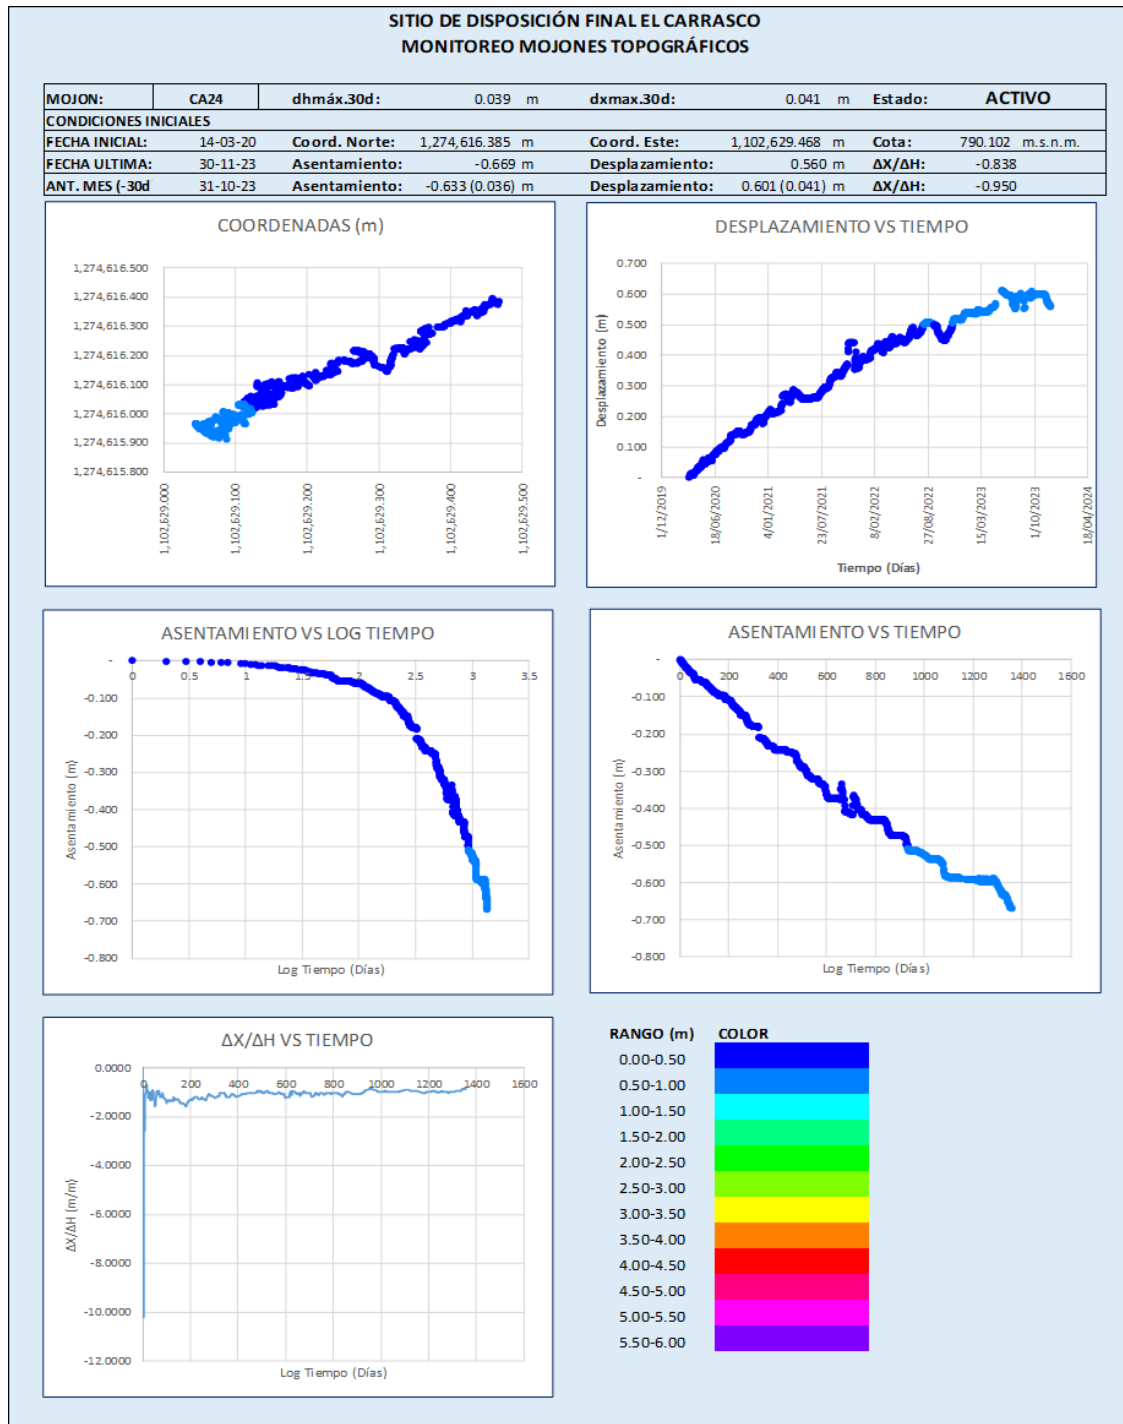 SITIO DE DISPOSICIÓN FINAL EL CARRASCO
MONITOREO MOJONES TOPOGRÁFICOS
MOJON: CA24 dhmáx.30d: 0.039 m dxmax.30d: 0.041 m Estado: ACTIVO
CONDICIONES INICIALES
FECHA INICIAL: 14-03-20 Coord. Norte: 1,274,616.385 m Coord. Este: 1,102,629.468 m Cota: 790.102 m.s.n.m.
FECHA ULTIMA: 30-11-23 Asentamiento: -0.669 m Desplazamiento: 0.560 m ΔX/ΔH: -0.838
ANT. MES (-30d 31-10-23 Asentamiento: -0.633 (0.036) m Desplazamiento: 0.601 (0.041) m ΔX/ΔH: -0.950
COORDENADAS (m)
1,274,616.500
1,274,616.400
1,274,616.300
1,274,616.200
1,274,616.100
1,274,616.000
1,274,615.900
1,274,615.800
1,102,629.000
1,102,629.100
1,102,629.200
1,102,629.300
1,102,629.400
1,102,629.500
DESPLAZAMIENTO VS TIEMPO
Desplazamiento (m)
0.700
0.600
0.500
0.400
0.300
0.200
0.100
-
1/12/2019
18/06/2020
4/01/2021
23/07/2021
8/02/2022
27/08/2022
15/03/2023
1/10/2023
18/04/2024
Tiempo (Días)
ASENTAMIENTO VS LOG TIEMPO
Asentamiento (m)
-
-0.100
-0.200
-0.300
-0.400
-0.500
-0.600
-0.700
-0.800
0 0.5 1 1.5 2 2.5 3 3.5
Log Tiempo (Días)
ASENTAMIENTO VS TIEMPO
Asentamiento (m)
-
-0.100
-0.200
-0.300
-0.400
-0.500
-0.600
-0.700
-0.800
0 200 400 600 800 1000 1200 1400 1600
Log Tiempo (Días)
ΔX/ΔH VS TIEMPO
ΔX/ΔH (m/m)
0.0000
-2.0000
-4.0000
-6.0000
-8.0000
-10.0000
-12.0000
0 200 400 600 800 1000 1200 1400 1600
Log Tiempo (Días)
RANGO (m) COLOR
0.00-0.50
0.50-1.00
1.00-1.50
1.50-2.00
2.00-2.50
2.50-3.00
3.00-3.50
3.50-4.00
4.00-4.50
4.50-5.00
5.00-5.50
5.50-6.00